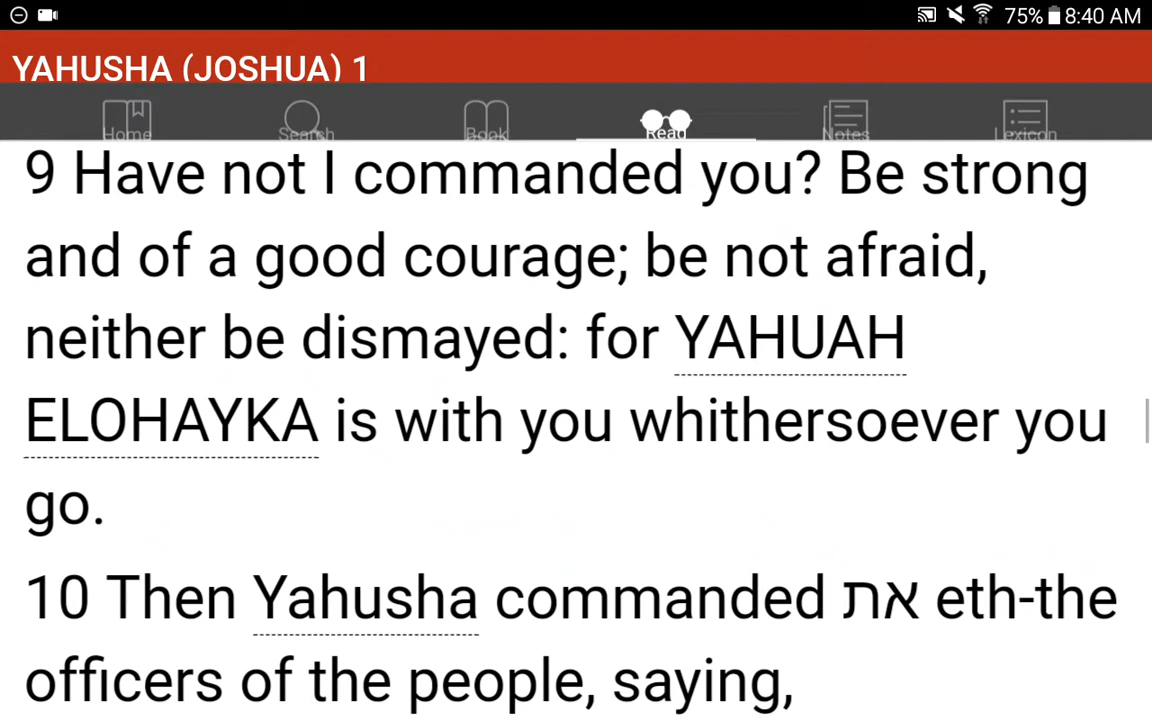 75% 8:40 AM
YAHUSHA (JOSHUA) 1
Home Search Book Read Notes Lexicon
9 Have not I commanded you? Be strong
and of a good courage; be not afraid,
neither be dismayed: for YAHUAH
ELOHAYKA is with you whithersoever you
go.
10 Then Yahusha commanded את eth-the
officers of the people, saying,